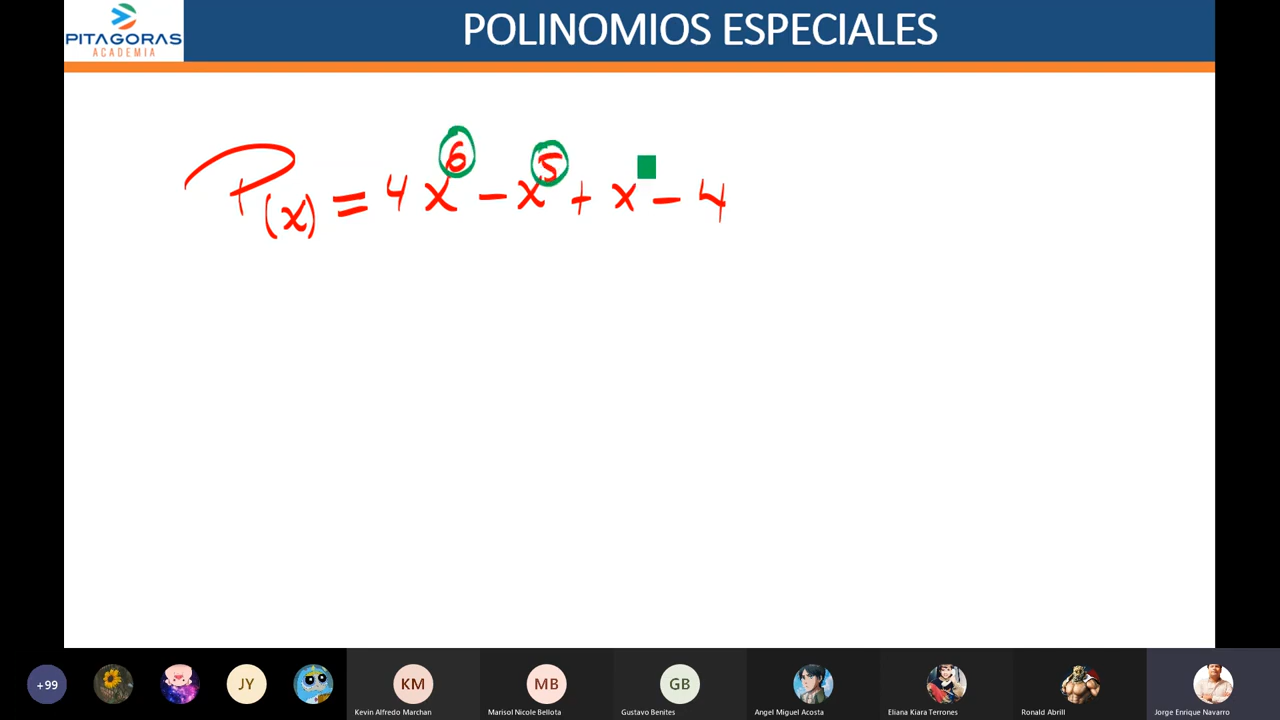 PITAGORAS
ACADEMIA
POLINOMIOS ESPECIALES
P(x) = 4x⁶ - x⁵ + x - 4
+99
JY
KM
MB
GB
Kevin Alfredo Marchan
Marisol Nicole Bellota
Gustavo Benites
Angel Miguel Acosta
Eliana Kiara Terrones
Ronald Abrill
Jorge Enrique Navarro